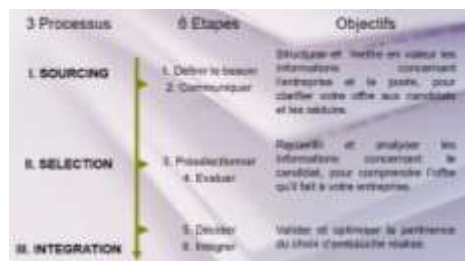 3 Processus
6 Etapes
Objectifs
I. SOURCING
1. Définir le besoin
2. Communiquer
Structurer et mettre en valeur les
informations concernant
l'entreprise et le poste, pour
clarifier votre offre aux candidats
et les séduire.
II. SELECTION
3. Présélectionner
4. Evaluer
Recueillir et analyser les
informations concernant le
candidat, pour comprendre l'offre
qu'il fait à votre entreprise.
III. INTEGRATION
5. Décider
6. Intégrer
Valider et optimiser la pertinence
du choix d'embauche réalisé.